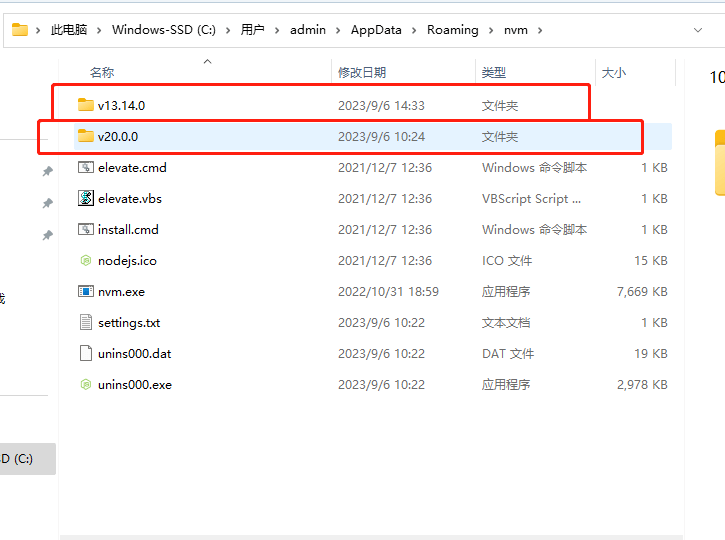 此电脑 > Windows-SSD (C:) > 用户 > admin > AppData > Roaming > nvm >
名称 修改日期 类型 大小
10
v13.14.0 2023/9/6 14:33 文件夹
v20.0.0 2023/9/6 10:24 文件夹
elevate.cmd 2021/12/7 12:36 Windows 命令脚本 1 KB
elevate.vbs 2021/12/7 12:36 VBScript Script ... 1 KB
install.cmd 2021/12/7 12:36 Windows 命令脚本 1 KB
nodejs.ico 2021/12/7 12:36 ICO 文件 15 KB
nvm.exe 2022/10/31 18:59 应用程序 7,669 KB
settings.txt 2023/9/6 10:22 文本文档 1 KB
unins000.dat 2023/9/6 10:22 DAT 文件 19 KB
unins000.exe 2023/9/6 10:22 应用程序 2,978 KB
D (C:)